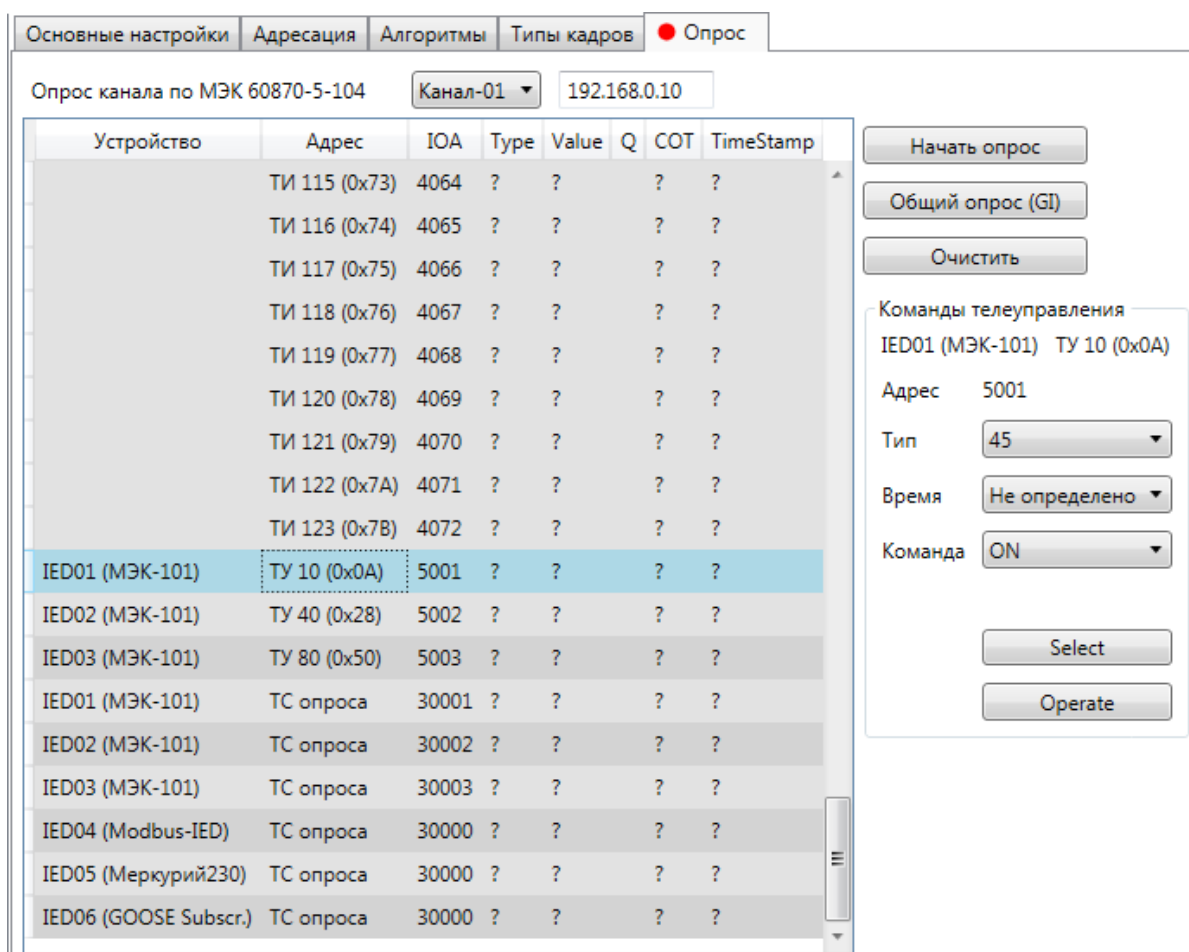 Основные настройки Адресация Алгоритмы Типы кадров Опрос
Опрос канала по МЭК 60870-5-104 Канал-01 192.168.0.10
Устройство Адрес IOA Type Value Q COT TimeStamp
ТИ 115 (0x73) 4064 ? ? ? ?
ТИ 116 (0x74) 4065 ? ? ? ?
ТИ 117 (0x75) 4066 ? ? ? ?
ТИ 118 (0x76) 4067 ? ? ? ?
ТИ 119 (0x77) 4068 ? ? ? ?
ТИ 120 (0x78) 4069 ? ? ? ?
ТИ 121 (0x79) 4070 ? ? ? ?
ТИ 122 (0x7A) 4071 ? ? ? ?
ТИ 123 (0x7B) 4072 ? ? ? ?
IED01 (МЭК-101) ТУ 10 (0x0A) 5001 ? ? ? ?
IED02 (МЭК-101) ТУ 40 (0x28) 5002 ? ? ? ?
IED03 (МЭК-101) ТУ 80 (0x50) 5003 ? ? ? ?
IED01 (МЭК-101) ТС опроса 30001 ? ? ? ?
IED02 (МЭК-101) ТС опроса 30002 ? ? ? ?
IED03 (МЭК-101) ТС опроса 30003 ? ? ? ?
IED04 (Modbus-IED) ТС опроса 30000 ? ? ? ?
IED05 (Меркурий230) ТС опроса 30000 ? ? ? ?
IED06 (GOOSE Subscr.) ТС опроса 30000 ? ? ? ?
Начать опрос
Общий опрос (GI)
Очистить
Команды телеуправления
IED01 (МЭК-101) ТУ 10 (0x0A)
Адрес 5001
Тип 45
Время Не определено
Команда ON
Select
Operate